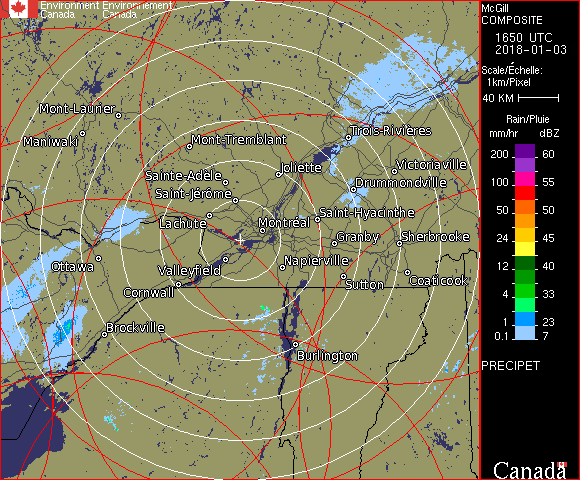 Environment Environnement
Canada Canada
McGill
COMPOSITE
1650 UTC
2018-01-03
Scale/Échelle:
1km/Pixel
40 KM
Rain/Pluie
mm/hr dBZ
200 60
150 57
100 55
50 50
24 45
12 40
4 33
1 23
0.1 7
PRECIPET
Canada
Mont-Laurier
Maniwaki
Mont-Tremblant
Trois-Rivières
Joliette
Victoriaville
Sainte-Adèle
Drummondville
Saint-Jérôme
Saint-Hyacinthe
Lachute
Montréal
Granby
Sherbrooke
Ottawa
Valleyfield
Napierville
Sutton
Coaticook
Cornwall
Brockville
Burlington